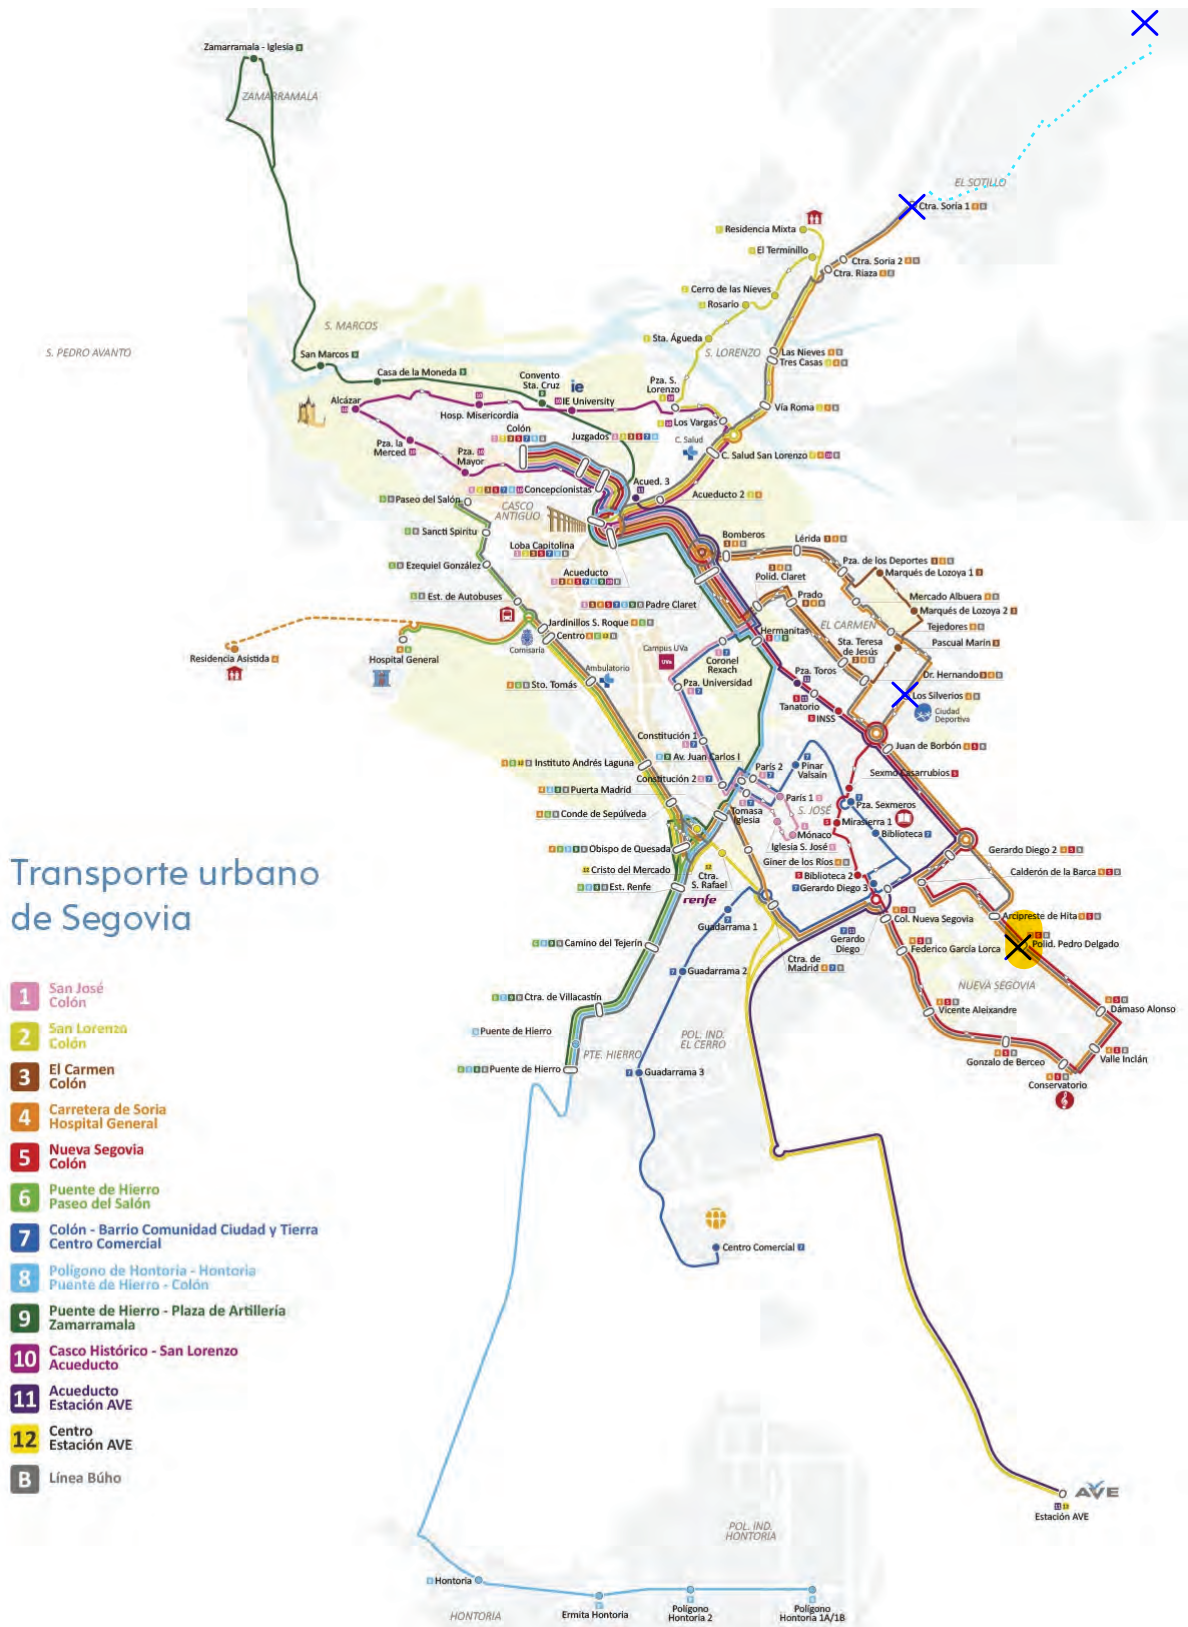 Zamarramala - Iglesia 9
ZAMARRAMALA
EL SOTILLO
Ctra. Soria 1 4 B
Residencia Mixta
El Terminillo
Ctra. Soria 2 4 B
Ctra. Riaza 4 B
Cerro de las Nieves
Rosario
S. MARCOS
S. PEDRO AVANTO
Sta. Águeda
S. LORENZO
Las Nieves
Tres Casas
San Marcos 9
Casa de la Moneda 9
Convento
Sta. Cruz
ie
Pza. S.
Lorenzo
Alcázar
IE University
Hosp. Misericordia
Vía Roma
Los Vargas
Colón
Juzgados
C. Salud
Pza. la
Merced
Pza.
Mayor
C. Salud San Lorenzo
Concepcionistas
Acued. 3
11
Acueducto 2
Paseo del Salón
CASCO
ANTIGUO
Sancti Spiritu
Bomberos
Lérida
Loba Capitolina
Pza. de los Deportes
Ezequiel González
Acueducto
Polid. Claret
Marqués de Lozoya 1 3
Est. de Autobuses
Padre Claret
Prado
Mercado Albuera
Marqués de Lozoya 2 3
Jardinillos S. Roque
Centro
EL CARMEN
Tejedores
Hermanitas
Sta. Teresa
de Jesús
Pascual Marín 3
Comisaría
Campus UVa
UVa
Residencia Asistida 4
Hospital General
Coronel
Rexach
Ambulatorio
Pza. Toros
Dr. Hernando
Sto. Tomás
Pza. Universidad
Los Silverios
Tanatorio
Ciudad
Deportiva
INSS
Constitución 1
Juan de Borbón
Av. Juan Carlos I
Instituto Andrés Laguna
París 2
Pinar
Valsain
Sexmo Casarrubios 5
Constitución 2
Puerta Madrid
París 1
Pza. Sexmeros
Conde de Sepúlveda
Tomasa
Iglesia
S. JOSÉ
Mirasierra 1
Mónaco
Biblioteca 7
Obispo de Quesada
Iglesia S. José
Gerardo Diego 2
Giner de los Ríos
Cristo del Mercado
Calderón de la Barca
Ctra.
S. Rafael
Biblioteca 2
Est. Renfe
Gerardo Diego 3
renfe
Arcipreste de Hita
Col. Nueva Segovia
Guadarrama 1
Gerardo
Diego
Camino del Tejerín
Federico García Lorca
Polid. Pedro Delgado
Guadarrama 2
Ctra. de
Madrid
NUEVA SEGOVIA
Ctra. de Villacastín
Vicente Aleixandre
Dámaso Alonso
Puente de Hierro
POL. IND.
EL CERRO
PTE. HIERRO
Gonzalo de Berceo
Valle Inclán
Puente de Hierro
Guadarrama 3
Conservatorio
Centro Comercial 7
AVE
Estación AVE
POL. IND.
HONTORIA
Hontoria
Ermita Hontoria
Polígono
Hontoria 2
Polígono
Hontoria 1A/1B
HONTORIA
Transporte urbano
de Segovia
1 San José
Colón
2 San Lorenzo
Colón
3 El Carmen
Colón
4 Carretera de Soria
Hospital General
5 Nueva Segovia
Colón
6 Puente de Hierro
Paseo del Salón
7 Colón - Barrio Comunidad Ciudad y Tierra
Centro Comercial
8 Polígono de Hontoria - Hontoria
Puente de Hierro - Colón
9 Puente de Hierro - Plaza de Artillería
Zamarramala
10 Casco Histórico - San Lorenzo
Acueducto
11 Acueducto
Estación AVE
12 Centro
Estación AVE
B Línea Búho